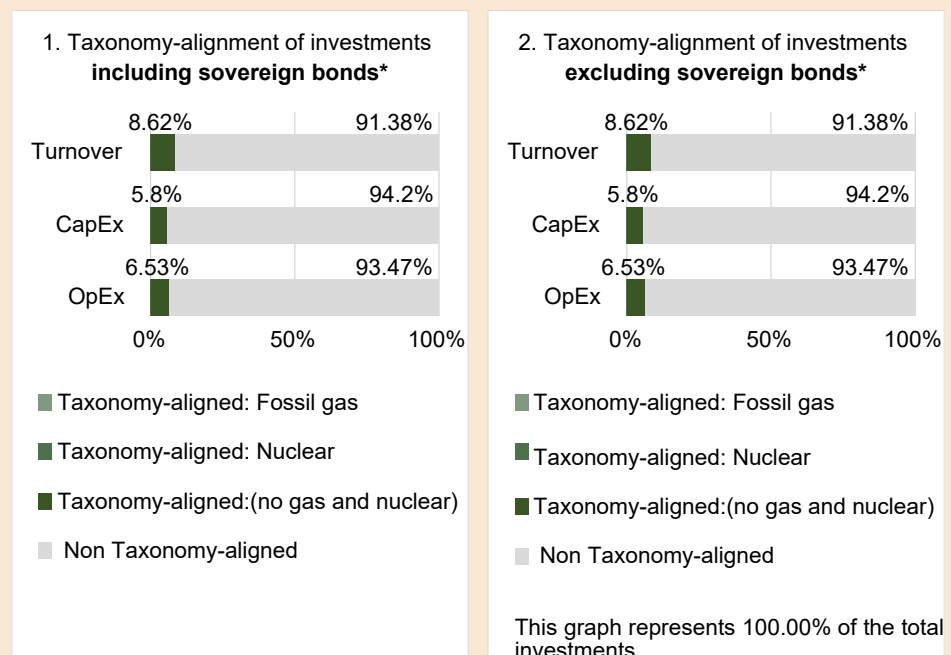 1. Taxonomy-alignment of investments
including sovereign bonds*
8.62% 91.38%
Turnover
5.8% 94.2%
CapEx
6.53% 93.47%
OpEx
0% 50% 100%
Taxonomy-aligned: Fossil gas
Taxonomy-aligned: Nuclear
Taxonomy-aligned:(no gas and nuclear)
Non Taxonomy-aligned
2. Taxonomy-alignment of investments
excluding sovereign bonds*
8.62% 91.38%
Turnover
5.8% 94.2%
CapEx
6.53% 93.47%
OpEx
0% 50% 100%
Taxonomy-aligned: Fossil gas
Taxonomy-aligned: Nuclear
Taxonomy-aligned:(no gas and nuclear)
Non Taxonomy-aligned
This graph represents 100.00% of the total
investments